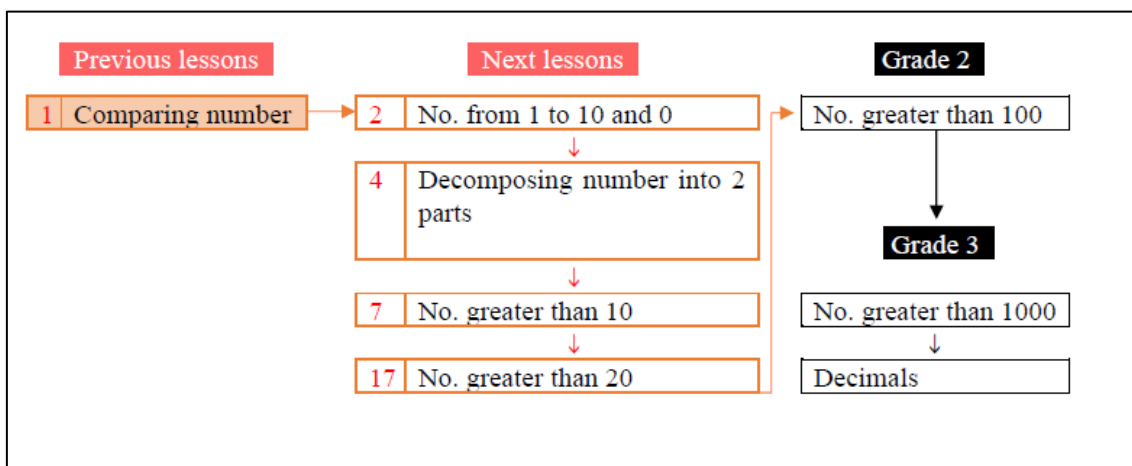 Previous lessons
Next lessons
Grade 2
1 Comparing number
2 No. from 1 to 10 and 0
No. greater than 100
4 Decomposing number into 2
parts
Grade 3
7 No. greater than 10
No. greater than 1000
17 No. greater than 20
Decimals